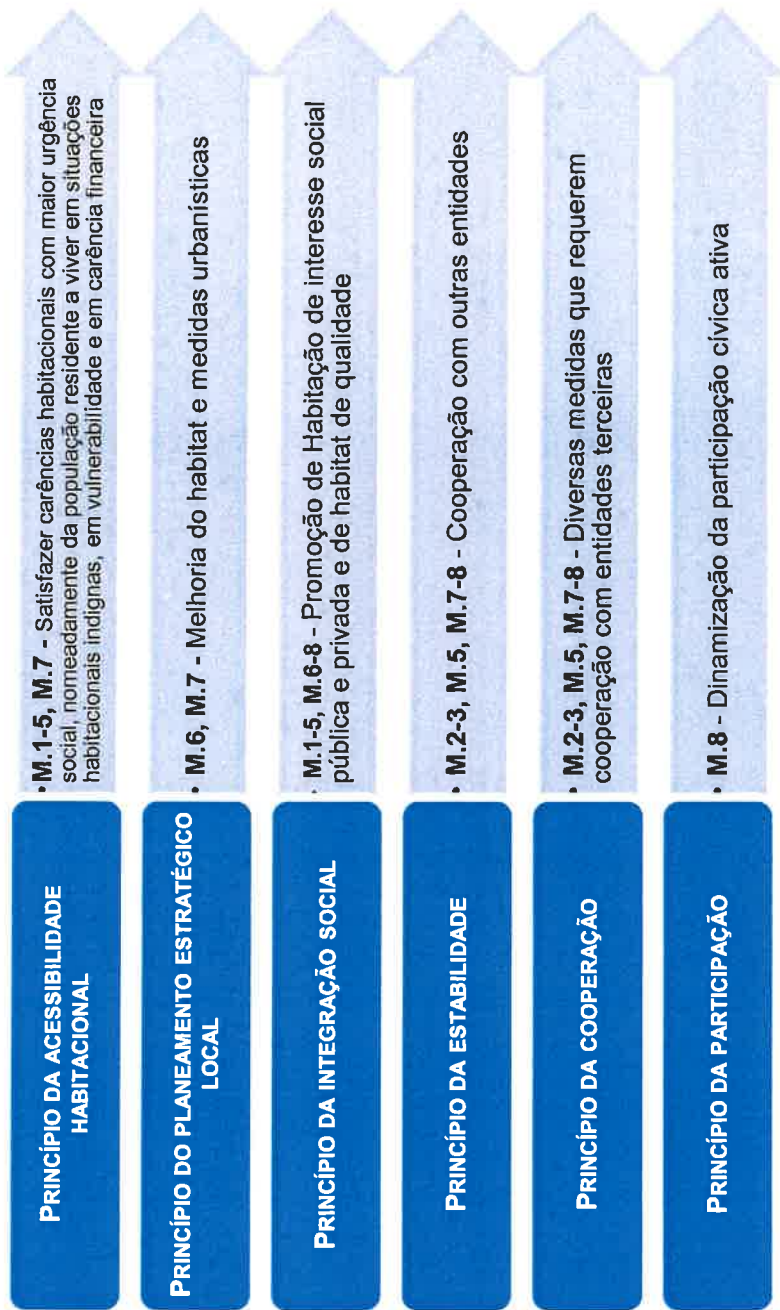 PRINCÍPIO DA ACESSIBILIDADE
HABITACIONAL
• M.1-5, M.7 - Satisfazer carências habitacionais com maior urgência
social, nomeadamente da população residente a viver em situações
habitacionais indignas, em vulnerabilidade e em carência financeira
PRINCÍPIO DO PLANEAMENTO ESTRATÉGICO
LOCAL
• M.6, M.7 - Melhoria do habitat e medidas urbanísticas
PRINCÍPIO DA INTEGRAÇÃO SOCIAL
• M.1-5, M.6-8 - Promoção de Habitação de interesse social
pública e privada e de habitat de qualidade
PRINCÍPIO DA ESTABILIDADE
• M.2-3, M.5, M.7-8 - Cooperação com outras entidades
PRINCÍPIO DA COOPERAÇÃO
• M.2-3, M.5, M.7-8 - Diversas medidas que requerem
cooperação com entidades terceiras
PRINCÍPIO DA PARTICIPAÇÃO
• M.8 - Dinamização da participação cívica ativa